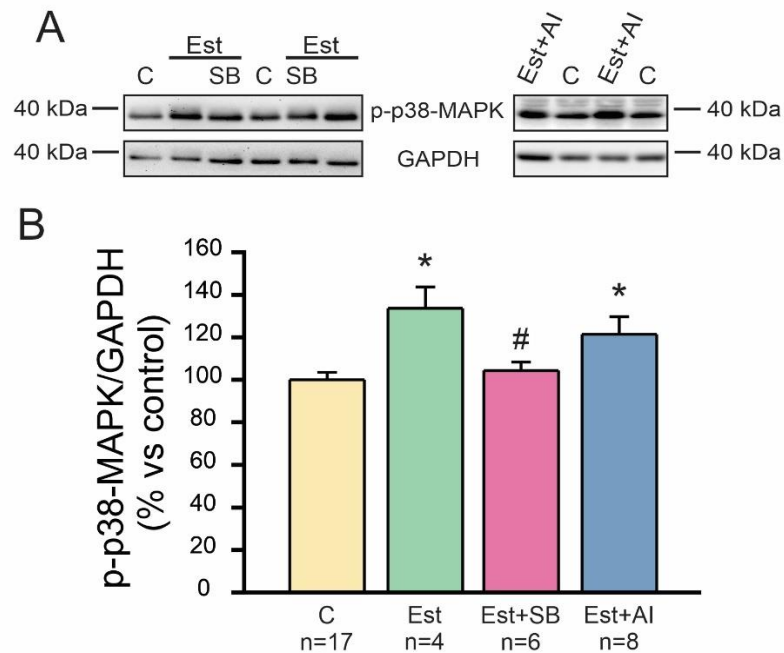 A
Est Est Est+AI Est+AI
C SB C SB C C
40 kDa p-p38-MAPK 40 kDa
40 kDa GAPDH 40 kDa
B
p-p38-MAPK/GAPDH
(% vs control)
160
140
120
100
80
60
40
20
0
*
#
*
C Est Est+SB Est+AI
n=17 n=4 n=6 n=8